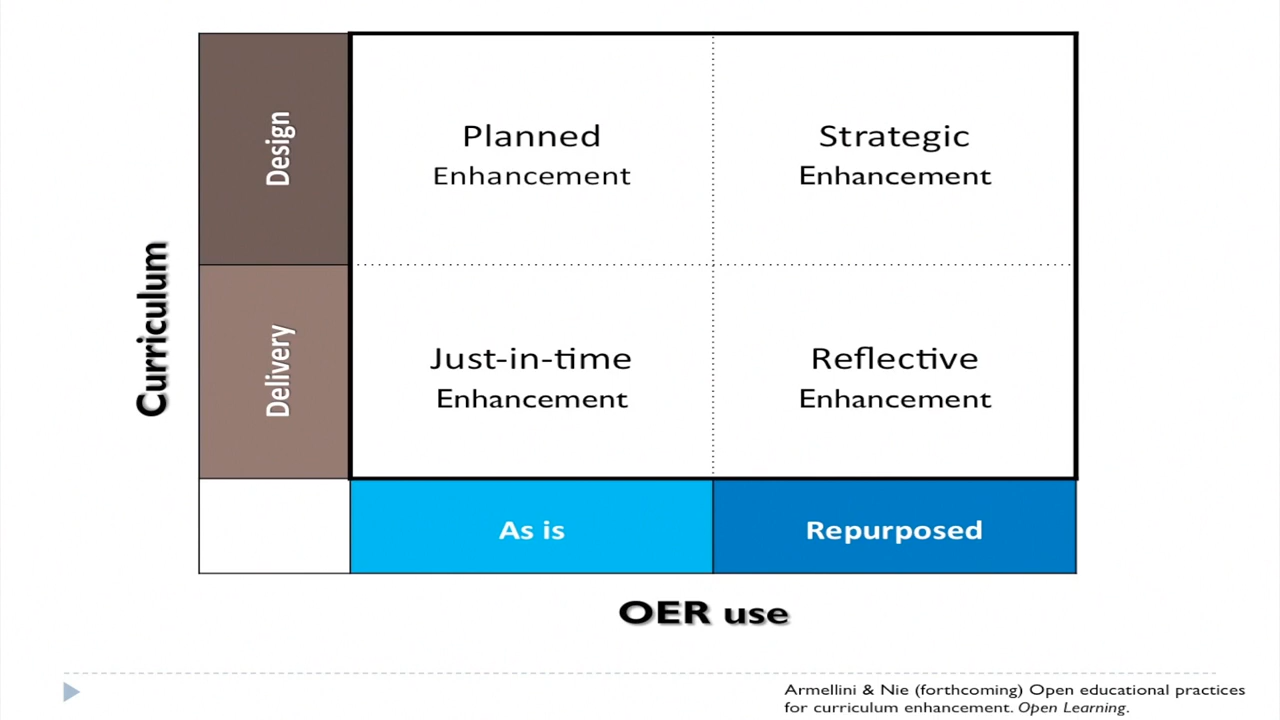 Curriculum
Design
Planned
Enhancement
Strategic
Enhancement
Delivery
Just-in-time
Enhancement
Reflective
Enhancement
As is
Repurposed
OER use
Armellini & Nie (forthcoming) Open educational practices
for curriculum enhancement. Open Learning.